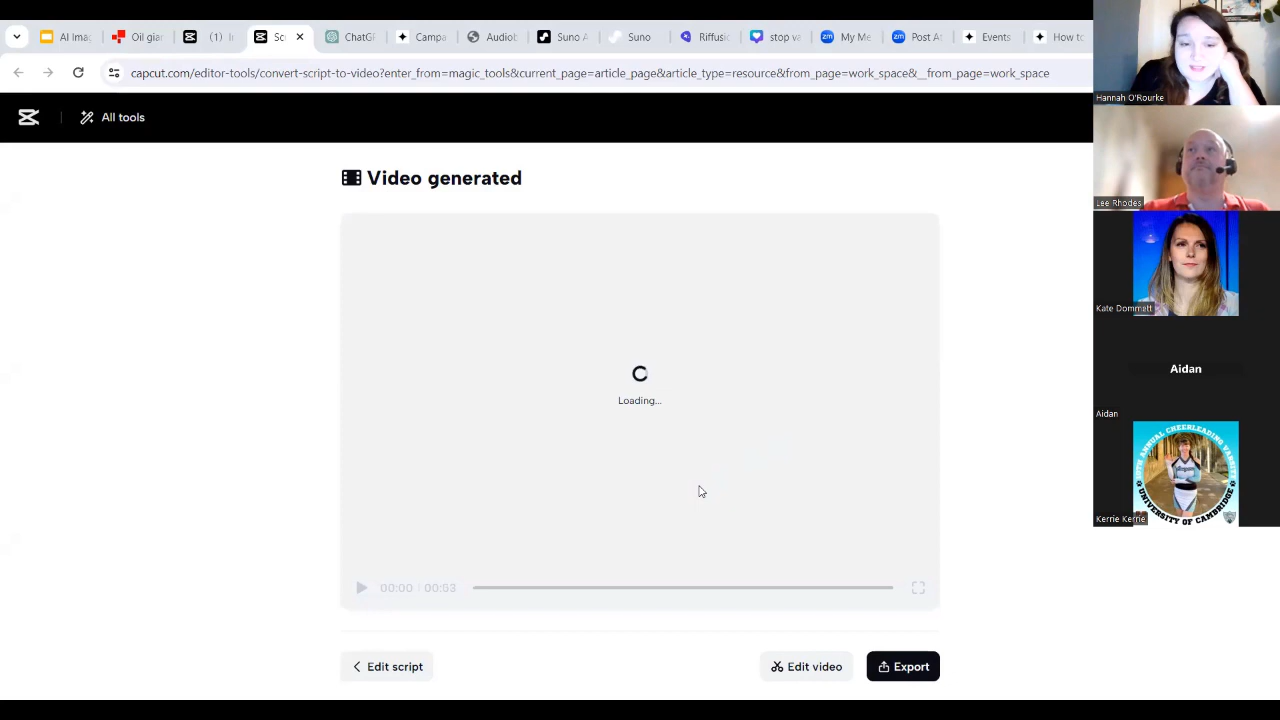 AI Imag
Oil gian
(1) I
Sc
ChatG
Campa
Audiob
Suno A
Suno
Riffusi
stop
My Me
Post A
Events
How to
capcut.com/editor-tools/convert-script-to-video?enter_from=magic_tools&current_page=article_page&article_type=resource&from_page=work_space&__from_page=work_space
All tools
Video generated
Loading...
00:00 | 00:53
Edit script
Edit video
Export
Hannah O'Rourke
Lee Rhodes
Kate Dommett
Aidan
Aidan
UNIVERSITY OF CAMBRIDGE
Kerrie Kerrie